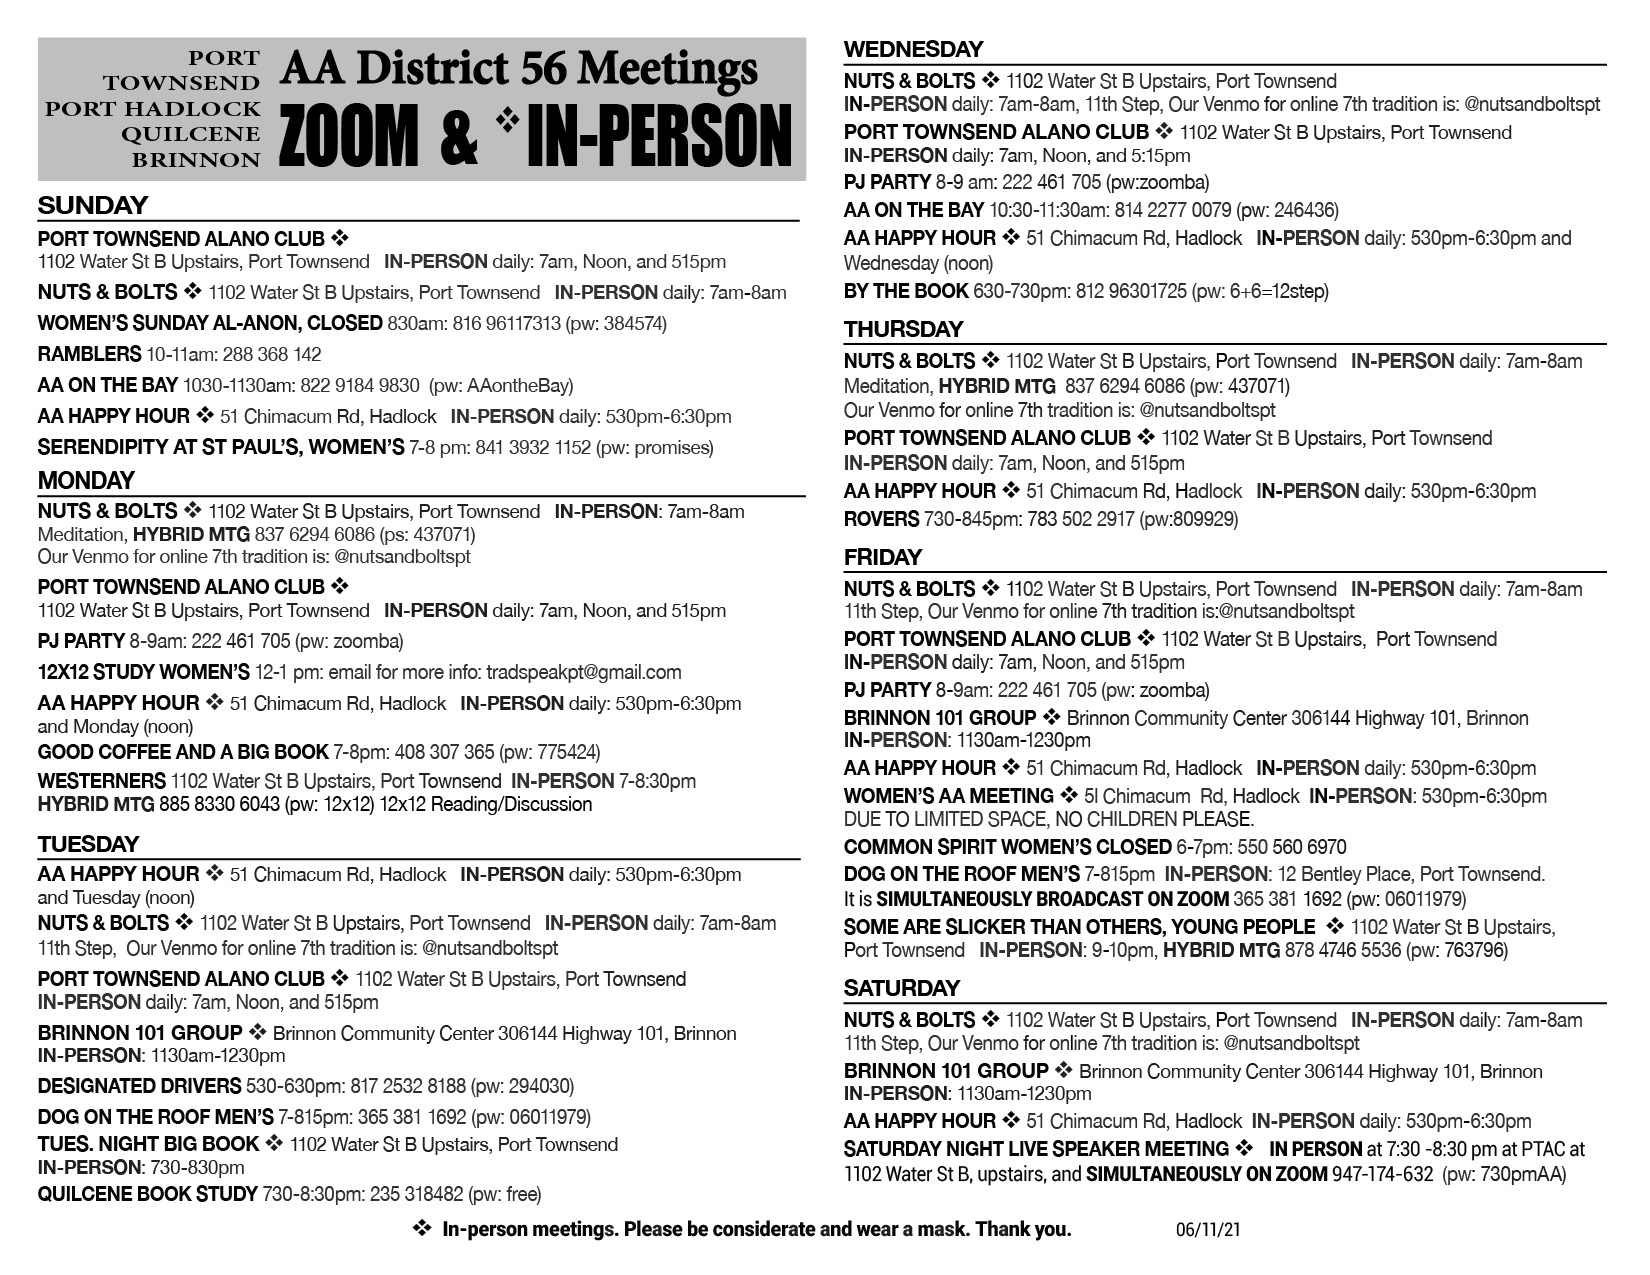 PORT
TOWNSEND
PORT HADLOCK
QUILCENE
BRINNON
AA District 56 Meetings
ZOOM & ❖IN-PERSON
SUNDAY
PORT TOWNSEND ALANO CLUB ❖
1102 Water St B Upstairs, Port Townsend IN-PERSON daily: 7am, Noon, and 515pm
NUTS & BOLTS ❖ 1102 Water St B Upstairs, Port Townsend IN-PERSON daily: 7am-8am
WOMEN'S SUNDAY AL-ANON, CLOSED 830am: 816 96117313 (pw: 384574)
RAMBLERS 10-11am: 288 368 142
AA ON THE BAY 1030-1130am: 822 9184 9830 (pw: AAontheBay)
AA HAPPY HOUR ❖ 51 Chimacum Rd, Hadlock IN-PERSON daily: 530pm-6:30pm
SERENDIPITY AT ST PAUL'S, WOMEN'S 7-8 pm: 841 3932 1152 (pw: promises)
MONDAY
NUTS & BOLTS ❖ 1102 Water St B Upstairs, Port Townsend IN-PERSON: 7am-8am
Meditation, HYBRID MTG 837 6294 6086 (ps: 437071)
Our Venmo for online 7th tradition is: @nutsandboltspt
PORT TOWNSEND ALANO CLUB ❖
1102 Water St B Upstairs, Port Townsend IN-PERSON daily: 7am, Noon, and 515pm
PJ PARTY 8-9am: 222 461 705 (pw: zoomba)
12X12 STUDY WOMEN'S 12-1 pm: email for more info: tradspeakpt@gmail.com
AA HAPPY HOUR ❖ 51 Chimacum Rd, Hadlock IN-PERSON daily: 530pm-6:30pm
and Monday (noon)
GOOD COFFEE AND A BIG BOOK 7-8pm: 408 307 365 (pw: 775424)
WESTERNERS 1102 Water St B Upstairs, Port Townsend IN-PERSON 7-8:30pm
HYBRID MTG 885 8330 6043 (pw: 12x12) 12x12 Reading/Discussion
TUESDAY
AA HAPPY HOUR ❖ 51 Chimacum Rd, Hadlock IN-PERSON daily: 530pm-6:30pm
and Tuesday (noon)
NUTS & BOLTS ❖ 1102 Water St B Upstairs, Port Townsend IN-PERSON daily: 7am-8am
11th Step, Our Venmo for online 7th tradition is: @nutsandboltspt
PORT TOWNSEND ALANO CLUB ❖ 1102 Water St B Upstairs, Port Townsend
IN-PERSON daily: 7am, Noon, and 515pm
BRINNON 101 GROUP ❖ Brinnon Community Center 306144 Highway 101, Brinnon
IN-PERSON: 1130am-1230pm
DESIGNATED DRIVERS 530-630pm: 817 2532 8188 (pw: 294030)
DOG ON THE ROOF MEN'S 7-815pm: 365 381 1692 (pw: 06011979)
TUES. NIGHT BIG BOOK ❖ 1102 Water St B Upstairs, Port Townsend
IN-PERSON: 730-830pm
QUILCENE BOOK STUDY 730-8:30pm: 235 318482 (pw: free)
WEDNESDAY
NUTS & BOLTS ❖ 1102 Water St B Upstairs, Port Townsend
IN-PERSON daily: 7am-8am, 11th Step, Our Venmo for online 7th tradition is: @nutsandboltspt
PORT TOWNSEND ALANO CLUB ❖ 1102 Water St B Upstairs, Port Townsend
IN-PERSON daily: 7am, Noon, and 5:15pm
PJ PARTY 8-9 am: 222 461 705 (pw:zoomba)
AA ON THE BAY 10:30-11:30am: 814 2277 0079 (pw: 246436)
AA HAPPY HOUR ❖ 51 Chimacum Rd, Hadlock IN-PERSON daily: 530pm-6:30pm and
Wednesday (noon)
BY THE BOOK 630-730pm: 812 96301725 (pw: 6+6=12step)
THURSDAY
NUTS & BOLTS ❖ 1102 Water St B Upstairs, Port Townsend IN-PERSON daily: 7am-8am
Meditation, HYBRID MTG 837 6294 6086 (pw: 437071)
Our Venmo for online 7th tradition is: @nutsandboltspt
PORT TOWNSEND ALANO CLUB ❖ 1102 Water St B Upstairs, Port Townsend
IN-PERSON daily: 7am, Noon, and 515pm
AA HAPPY HOUR ❖ 51 Chimacum Rd, Hadlock IN-PERSON daily: 530pm-6:30pm
ROVERS 730-845pm: 783 502 2917 (pw:809929)
FRIDAY
NUTS & BOLTS ❖ 1102 Water St B Upstairs, Port Townsend IN-PERSON daily: 7am-8am
11th Step, Our Venmo for online 7th tradition is:@nutsandboltspt
PORT TOWNSEND ALANO CLUB ❖ 1102 Water St B Upstairs, Port Townsend
IN-PERSON daily: 7am, Noon, and 515pm
PJ PARTY 8-9am: 222 461 705 (pw: zoomba)
BRINNON 101 GROUP ❖ Brinnon Community Center 306144 Highway 101, Brinnon
IN-PERSON: 1130am-1230pm
AA HAPPY HOUR ❖ 51 Chimacum Rd, Hadlock IN-PERSON daily: 530pm-6:30pm
WOMEN'S AA MEETING ❖ 5l Chimacum Rd, Hadlock IN-PERSON: 530pm-6:30pm
DUE TO LIMITED SPACE, NO CHILDREN PLEASE.
COMMON SPIRIT WOMEN'S CLOSED 6-7pm: 550 560 6970
DOG ON THE ROOF MEN'S 7-815pm IN-PERSON: 12 Bentley Place, Port Townsend.
It is SIMULTANEOUSLY BROADCAST ON ZOOM 365 381 1692 (pw: 06011979)
SOME ARE SLICKER THAN OTHERS, YOUNG PEOPLE ❖ 1102 Water St B Upstairs,
Port Townsend IN-PERSON: 9-10pm, HYBRID MTG 878 4746 5536 (pw: 763796)
SATURDAY
NUTS & BOLTS ❖ 1102 Water St B Upstairs, Port Townsend IN-PERSON daily: 7am-8am
11th Step, Our Venmo for online 7th tradition is: @nutsandboltspt
BRINNON 101 GROUP ❖ Brinnon Community Center 306144 Highway 101, Brinnon
IN-PERSON: 1130am-1230pm
AA HAPPY HOUR ❖ 51 Chimacum Rd, Hadlock IN-PERSON daily: 530pm-6:30pm
SATURDAY NIGHT LIVE SPEAKER MEETING ❖ IN PERSON at 7:30 -8:30 pm at PTAC at
1102 Water St B, upstairs, and SIMULTANEOUSLY ON ZOOM 947-174-632 (pw: 730pmAA)
❖ In-person meetings. Please be considerate and wear a mask. Thank you. 06/11/21